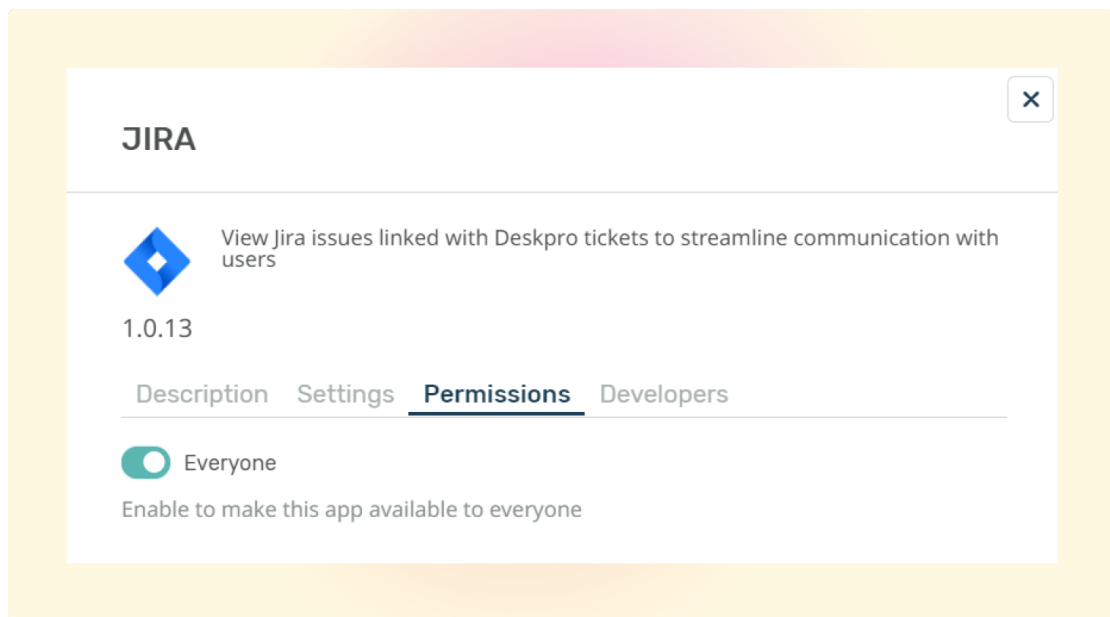 JIRA
View Jira issues linked with Deskpro tickets to streamline communication with
users
1.0.13
Description Settings Permissions Developers
Everyone
Enable to make this app available to everyone